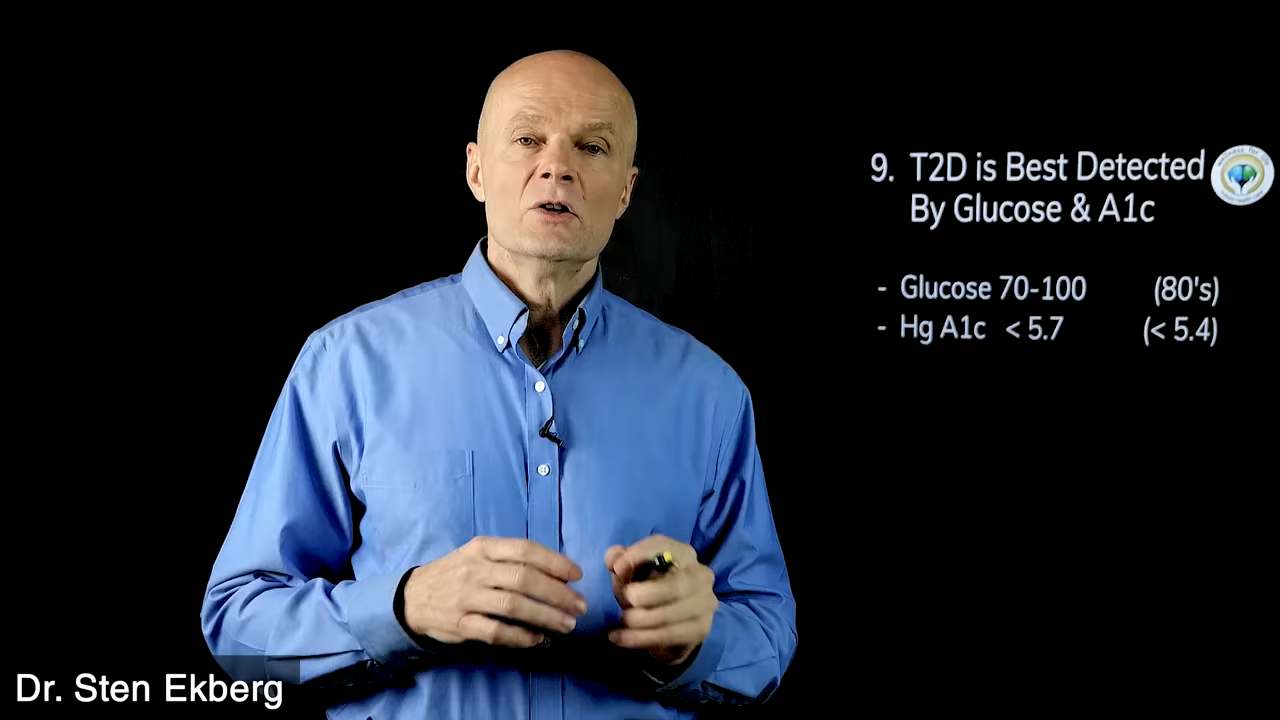 9. T2D is Best Detected
By Glucose & A1c
- Glucose 70-100 (80's)
- Hg A1c < 5.7 (< 5.4)
Dr. Sten Ekberg